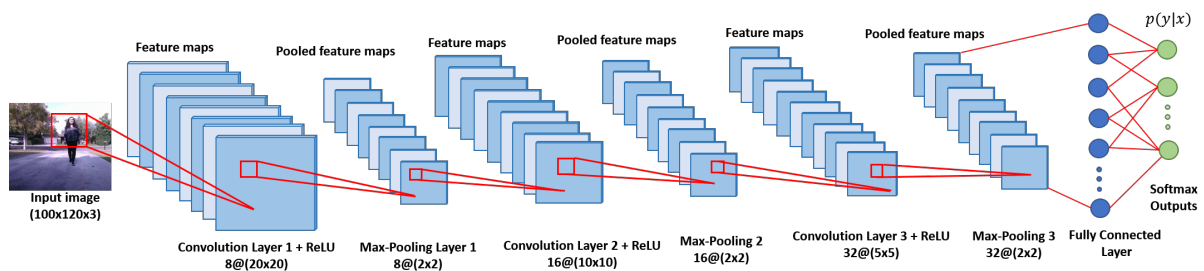 Feature maps
Pooled feature maps
Feature maps
Pooled feature maps
Feature maps
Pooled feature maps
p(y|x)
Input image
(100x120x3)
Convolution Layer 1 + ReLU
8@(20x20)
Max-Pooling Layer 1
8@(2x2)
Convolution Layer 2 + ReLU
16@(10x10)
Max-Pooling 2
16@(2x2)
Convolution Layer 3 + ReLU
32@(5x5)
Max-Pooling 3
32@(2x2)
Fully Connected
Layer
Softmax
Outputs